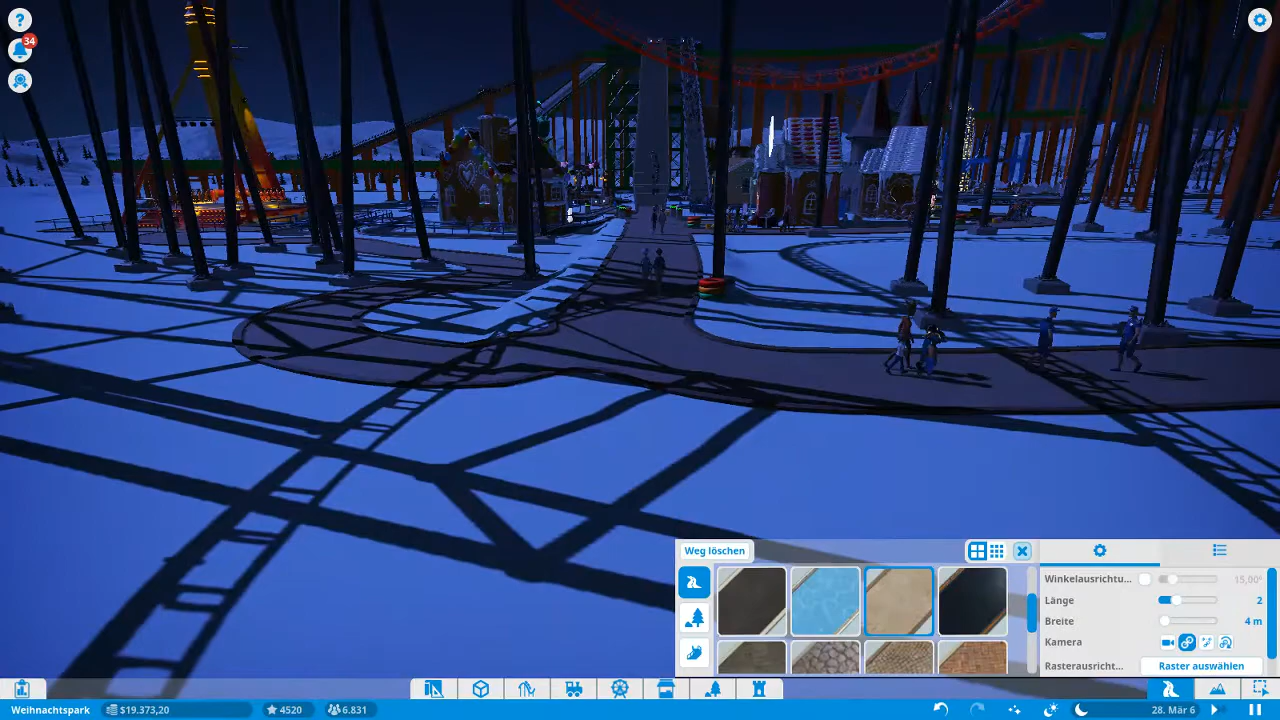 ?
34
Weg löschen
Winkelausrichtu...
15,00°
Länge
2
Breite
4 m
Kamera
Rasterausricht...
Raster auswählen
Weihnachtspark
$19.373,20
4520
6.831
28. Mär 6